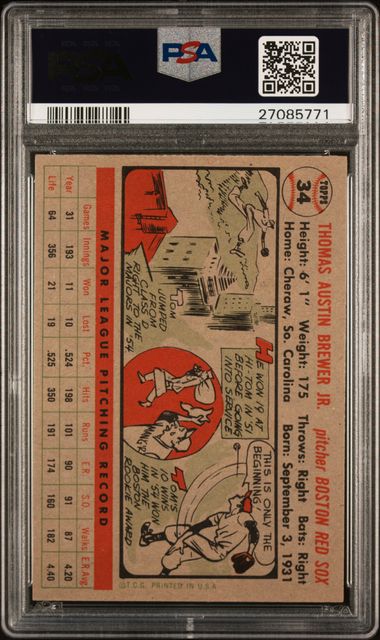 PSA
PSA
27085771
TOPPS
34
THOMAS AUSTIN BREWER JR. pitcher BOSTON RED SOX
Height: 6'1" Weight: 175 Throws: Right Bats: Right
Home: Cheraw, So. Carolina Born: September 3, 1931
TOM
JUMPED
FROM
CLASS D
RIGHT TO THE
MAJORS IN '54
HE WON 19 AT
HI-TOM IN '51
BEFORE GOING
INTO SERVICE
TOM'S
10 WINS
IN '54 WON
HIM THE
BOSTON
ROOKIE AWARD
THIS IS ONLY
THE
BEGINNING!
MAJOR LEAGUE PITCHING RECORD
Games Innings Won Lost Pct. Hits Runs E.R. S.O. Walks E.R.Avg
Year 31 193 11 10 .524 198 101 90 91 87 4.20
Life 64 356 21 19 .525 350 191 174 160 182 4.40
©T.C.G. PRINTED IN U.S.A.